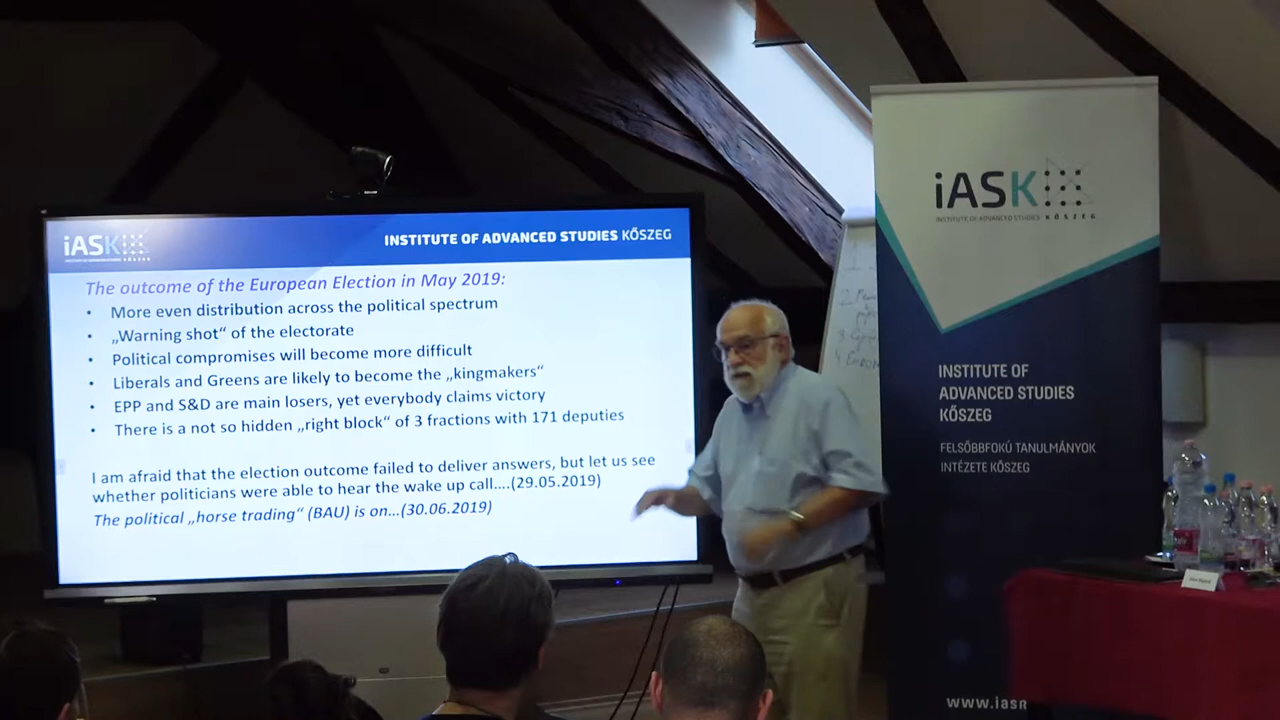 iASK
INSTITUTE OF ADVANCED STUDIES KŐSZEG
The outcome of the European Election in May 2019:
• More even distribution across the political spectrum
• „Warning shot“ of the electorate
• Political compromises will become more difficult
• Liberals and Greens are likely to become the „kingmakers“
• EPP and S&D are main losers, yet everybody claims victory
• There is a not so hidden „right block“ of 3 fractions with 171 deputies
I am afraid that the election outcome failed to deliver answers, but let us see
whether politicians were able to hear the wake up call....(29.05.2019)
The political „horse trading“ (BAU) is on...(30.06.2019)
iASK
INSTITUTE OF ADVANCED STUDIES KŐSZEG
INSTITUTE OF
ADVANCED STUDIES
KŐSZEG
FELSŐBBFOKÚ TANULMÁNYOK
INTÉZETE KŐSZEG
www.iask